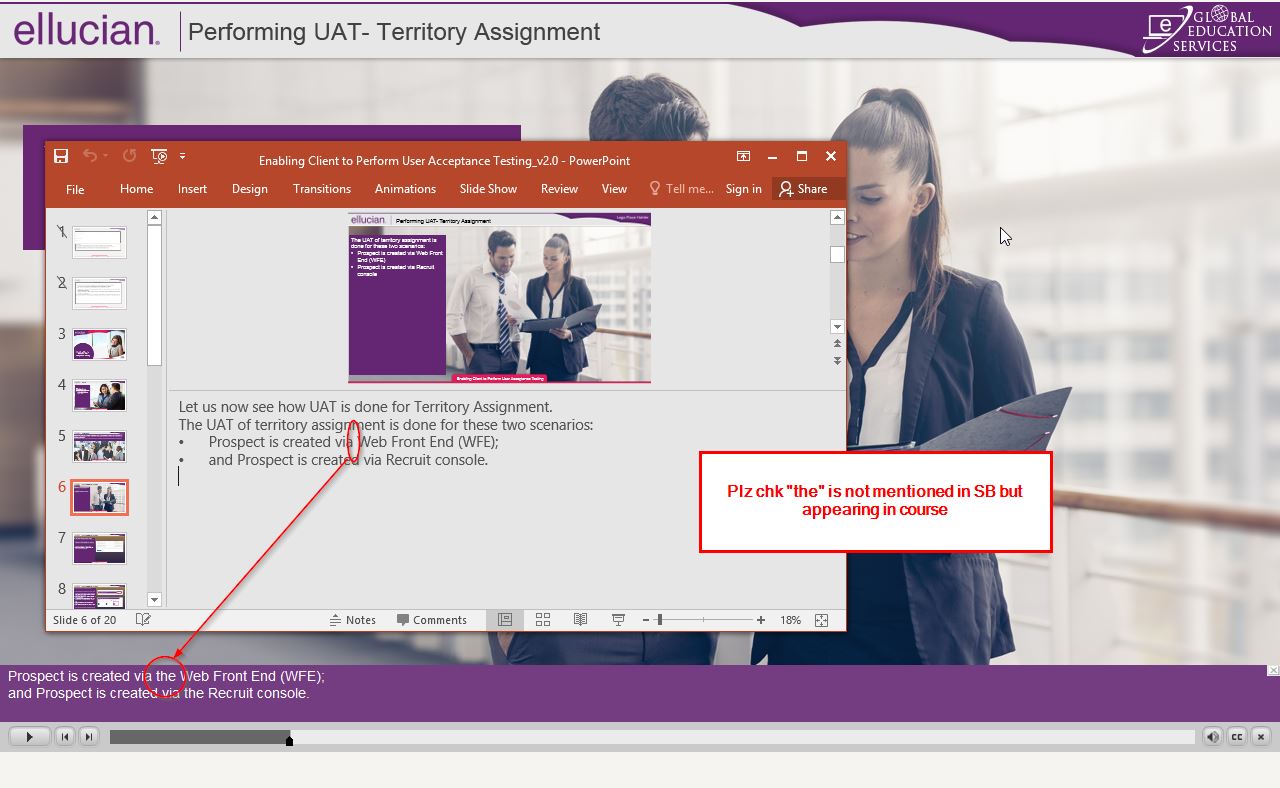 ellucian.
Performing UAT- Territory Assignment
GLOBAL
EDUCATION
SERVICES
Enabling Client to Perform User Acceptance Testing_v2.0 - PowerPoint
File Home Insert Design Transitions Animations Slide Show Review View Tell me... Sign in Share
1
2
3
4
5
6
7
8
ellucian. Performing UAT- Territory Assignment
The UAT of territory assignment is
done for these two scenarios:
• Prospect is created via Web Front
End (WFE)
• Prospect is created via Recruit
console
Enabling Client to Perform User Acceptance Testing
Let us now see how UAT is done for Territory Assignment.
The UAT of territory assignment is done for these two scenarios:
• Prospect is created via Web Front End (WFE);
• and Prospect is created via Recruit console.
Plz chk "the" is not mentioned in SB but
appearing in course
Slide 6 of 20 Notes Comments 18%
Prospect is created via the Web Front End (WFE);
and Prospect is created via the Recruit console.
CC